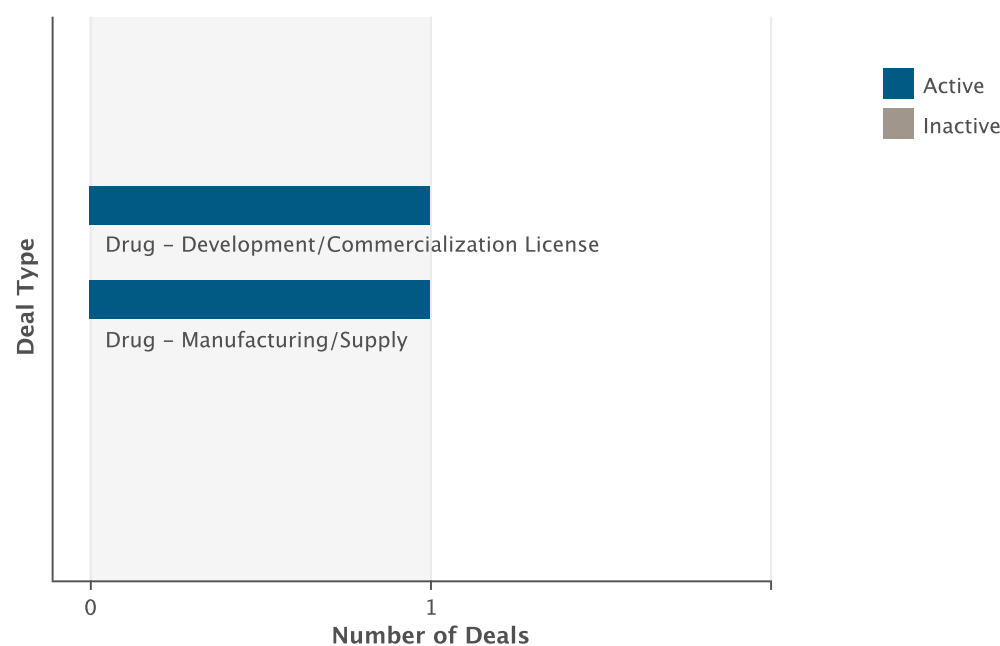 Active
Inactive
Drug – Development/Commercialization License
Drug – Manufacturing/Supply
Deal Type
0
1
Number of Deals